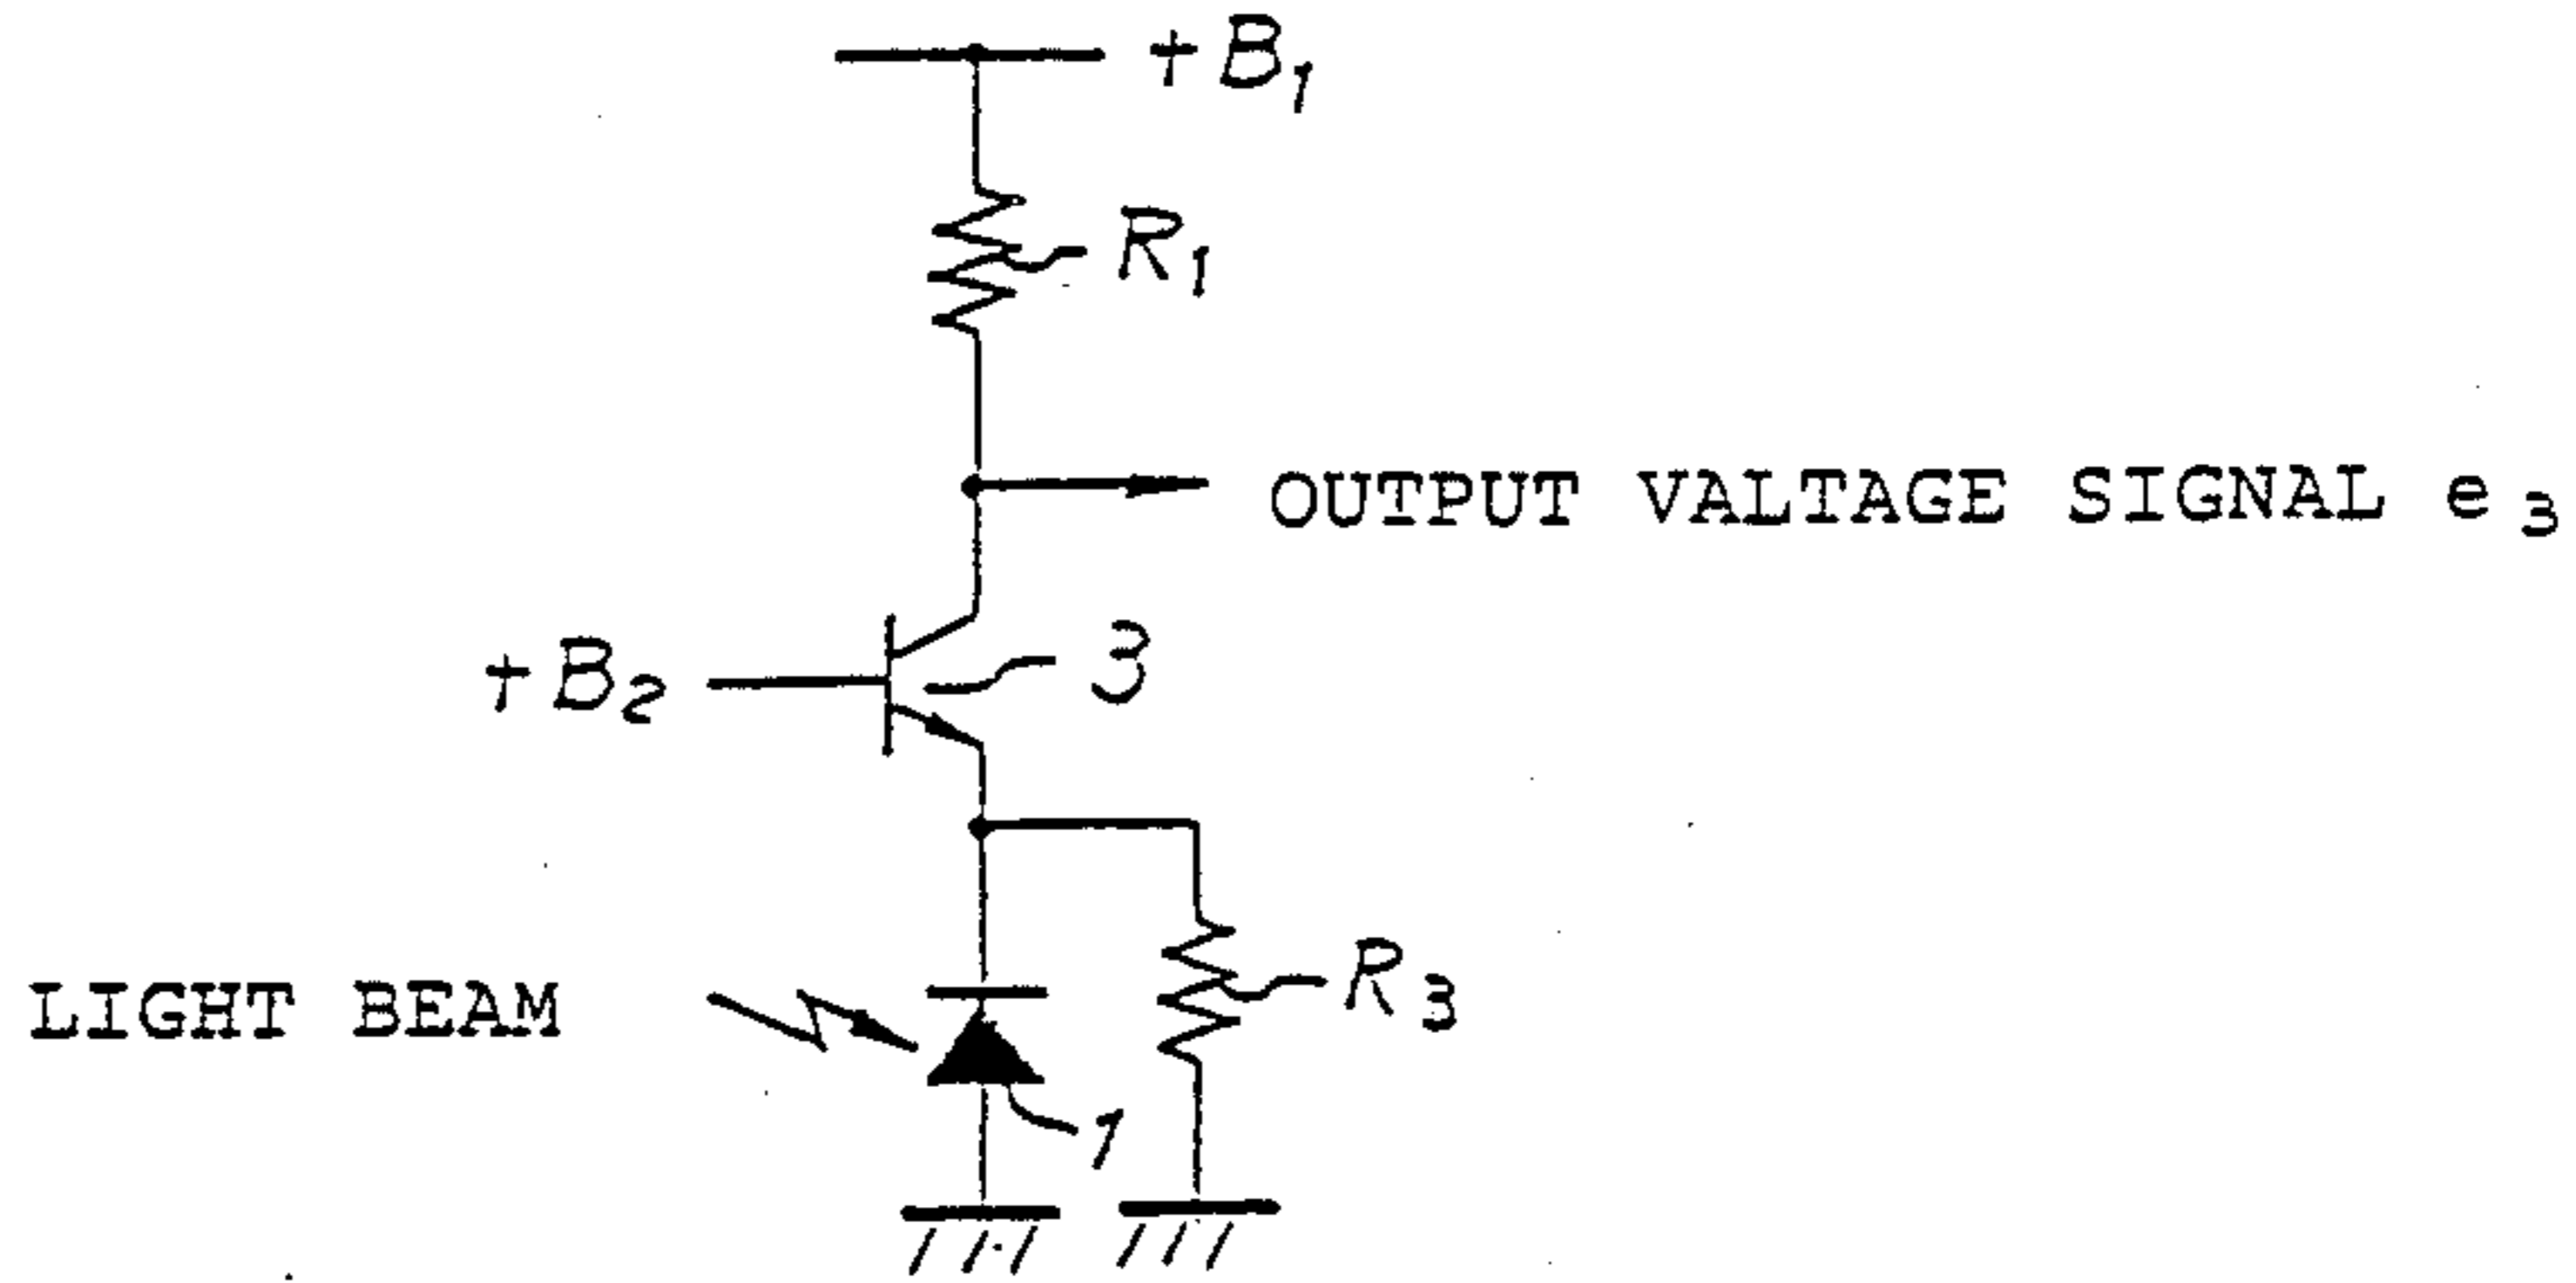 +B₁
R₁
OUTPUT VALTAGE SIGNAL e₃
+B₂
3
LIGHT BEAM
R₃
1